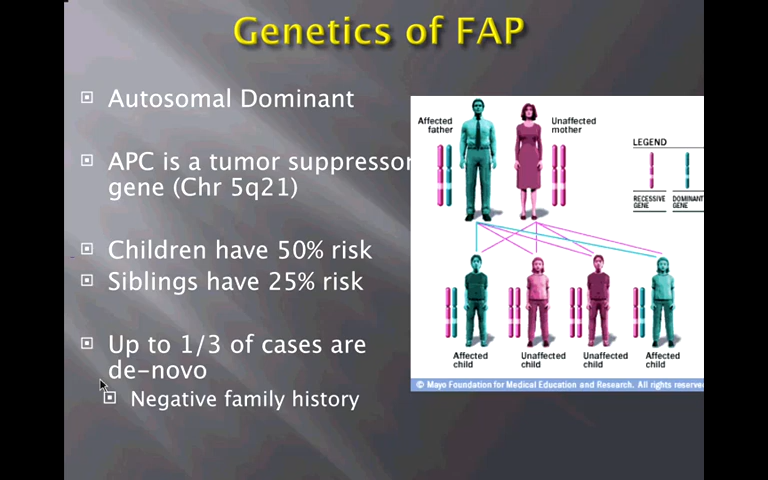 Genetics of FAP
Autosomal Dominant
APC is a tumor suppressor
gene (Chr 5q21)
Children have 50% risk
Siblings have 25% risk
Up to 1/3 of cases are
de-novo
Negative family history
Affected
father
Unaffected
mother
LEGEND
RECESSIVE
GENE
DOMINANT
GENE
Affected
child
Unaffected
child
Unaffected
child
Affected
child
© Mayo Foundation for Medical Education and Research. All rights reserve